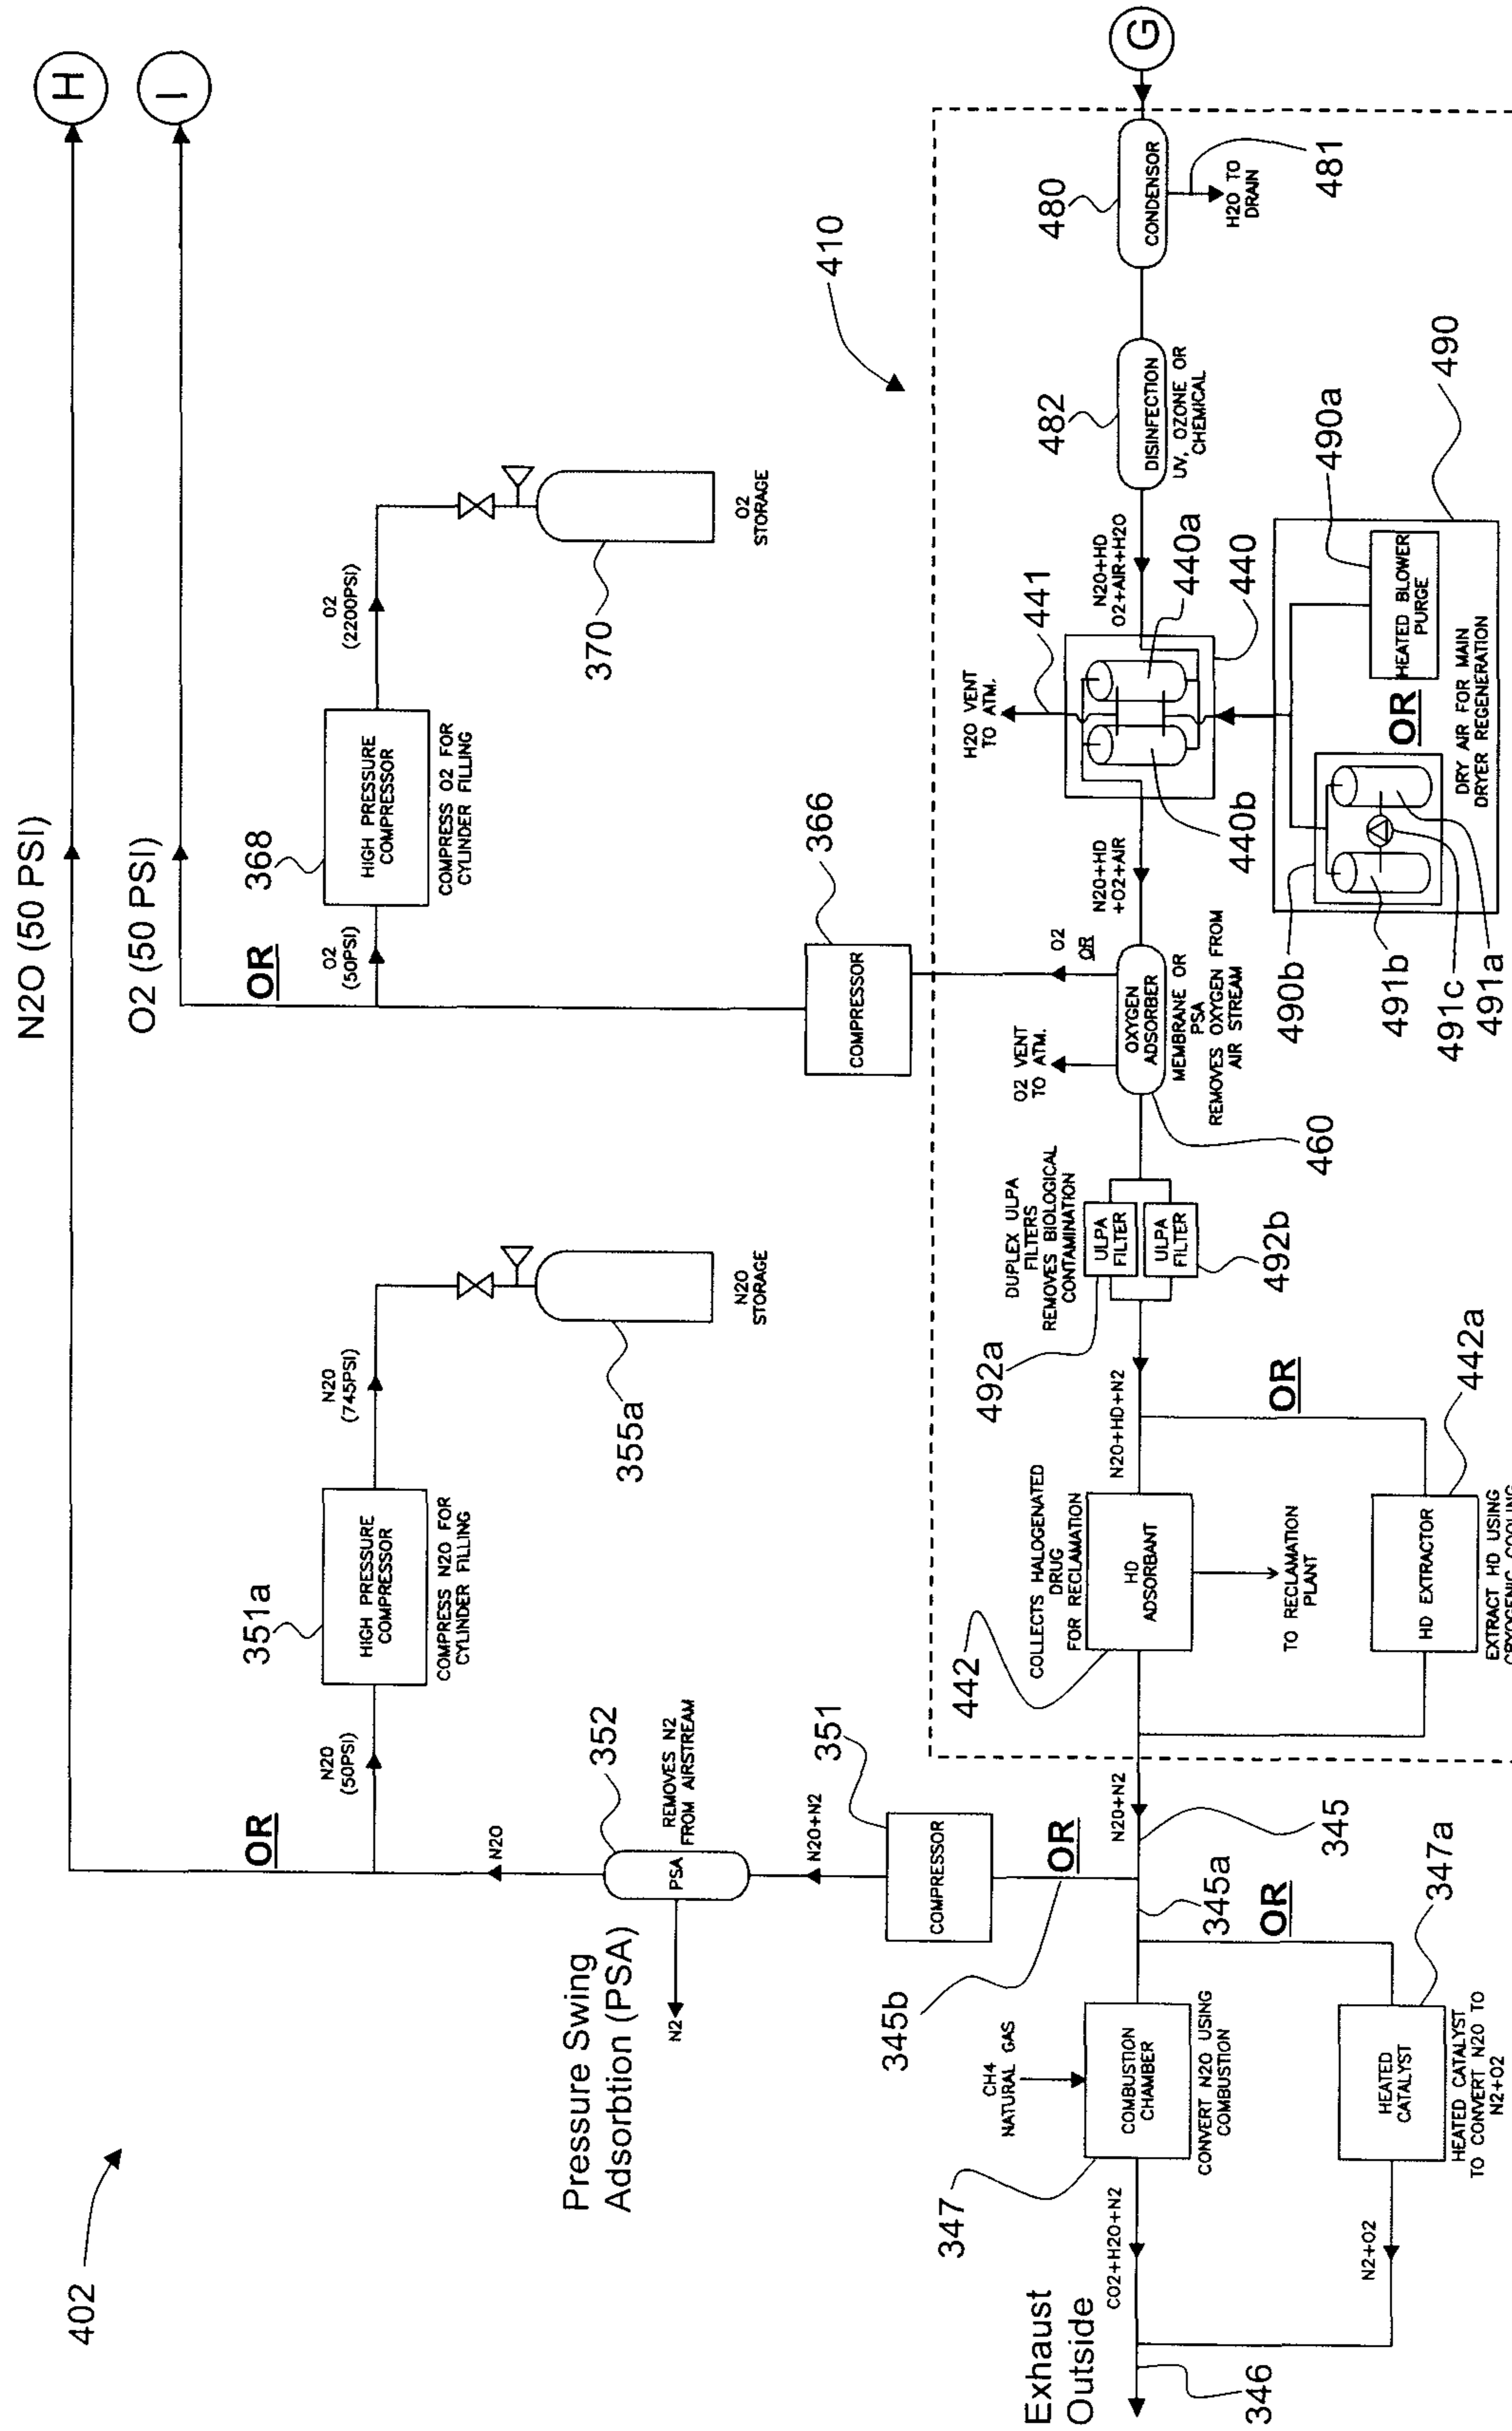 402
N2O (50 PSI)
H
O2 (50 PSI)
I
OR
N2O
(50PSI)
351a
HIGH PRESSURE
COMPRESSOR
COMPRESS N2O FOR
CYLINDER FILLING
N2O
(745PSI)
355a
N2O
STORAGE
OR
O2
(50PSI)
368
HIGH PRESSURE
COMPRESSOR
COMPRESS O2 FOR
CYLINDER FILLING
O2
(2200PSI)
370
O2
STORAGE
Pressure Swing
Adsorbtion (PSA)
N2
N2O
PSA
352
REMOVES N2
FROM AIRSTREAM
N2O+N2
COMPRESSOR
351
345b
OR
COMPRESSOR
366
410
G
480
CONDENSOR
H2O TO
DRAIN
481
482
DISINFECTION
UV, OZONE OR
CHEMICAL
N2O+HD
O2+AIR+H2O
441
H2O VENT
TO ATM.
440a
440
440b
N2O+HD
+O2+AIR
490
490a
HEATED BLOWER
PURGE
OR
DRY AIR FOR MAIN
DRYER REGENERATION
490b
491b
491c
491a
O2
OR
O2 VENT
TO ATM.
OXYGEN
ADSORBER
MEMBRANE OR
PSA
REMOVES OXYGEN FROM
AIR STREAM
460
DUPLEX ULPA
FILTERS
REMOVES BIOLOGICAL
CONTAMINATION
ULPA
FILTER
ULPA
FILTER
492a
492b
N2O+HD+N2
OR
COLLECTS HALOGENATED
DRUG
FOR RECLAMATION
442
HD
ADSORBANT
TO RECLAMATION
PLANT
442a
HD EXTRACTOR
EXTRACT HD USING
CRYOGENIC COOLING
N2O+N2
345
345a
OR
CH4
NATURAL GAS
COMBUSTION
CHAMBER
CONVERT N2O USING
COMBUSTION
347
347a
HEATED
CATALYST
HEATED CATALYST
TO CONVERT N2O TO
N2+O2
CO2+H2O+N2
N2+O2
Exhaust
Outside
346